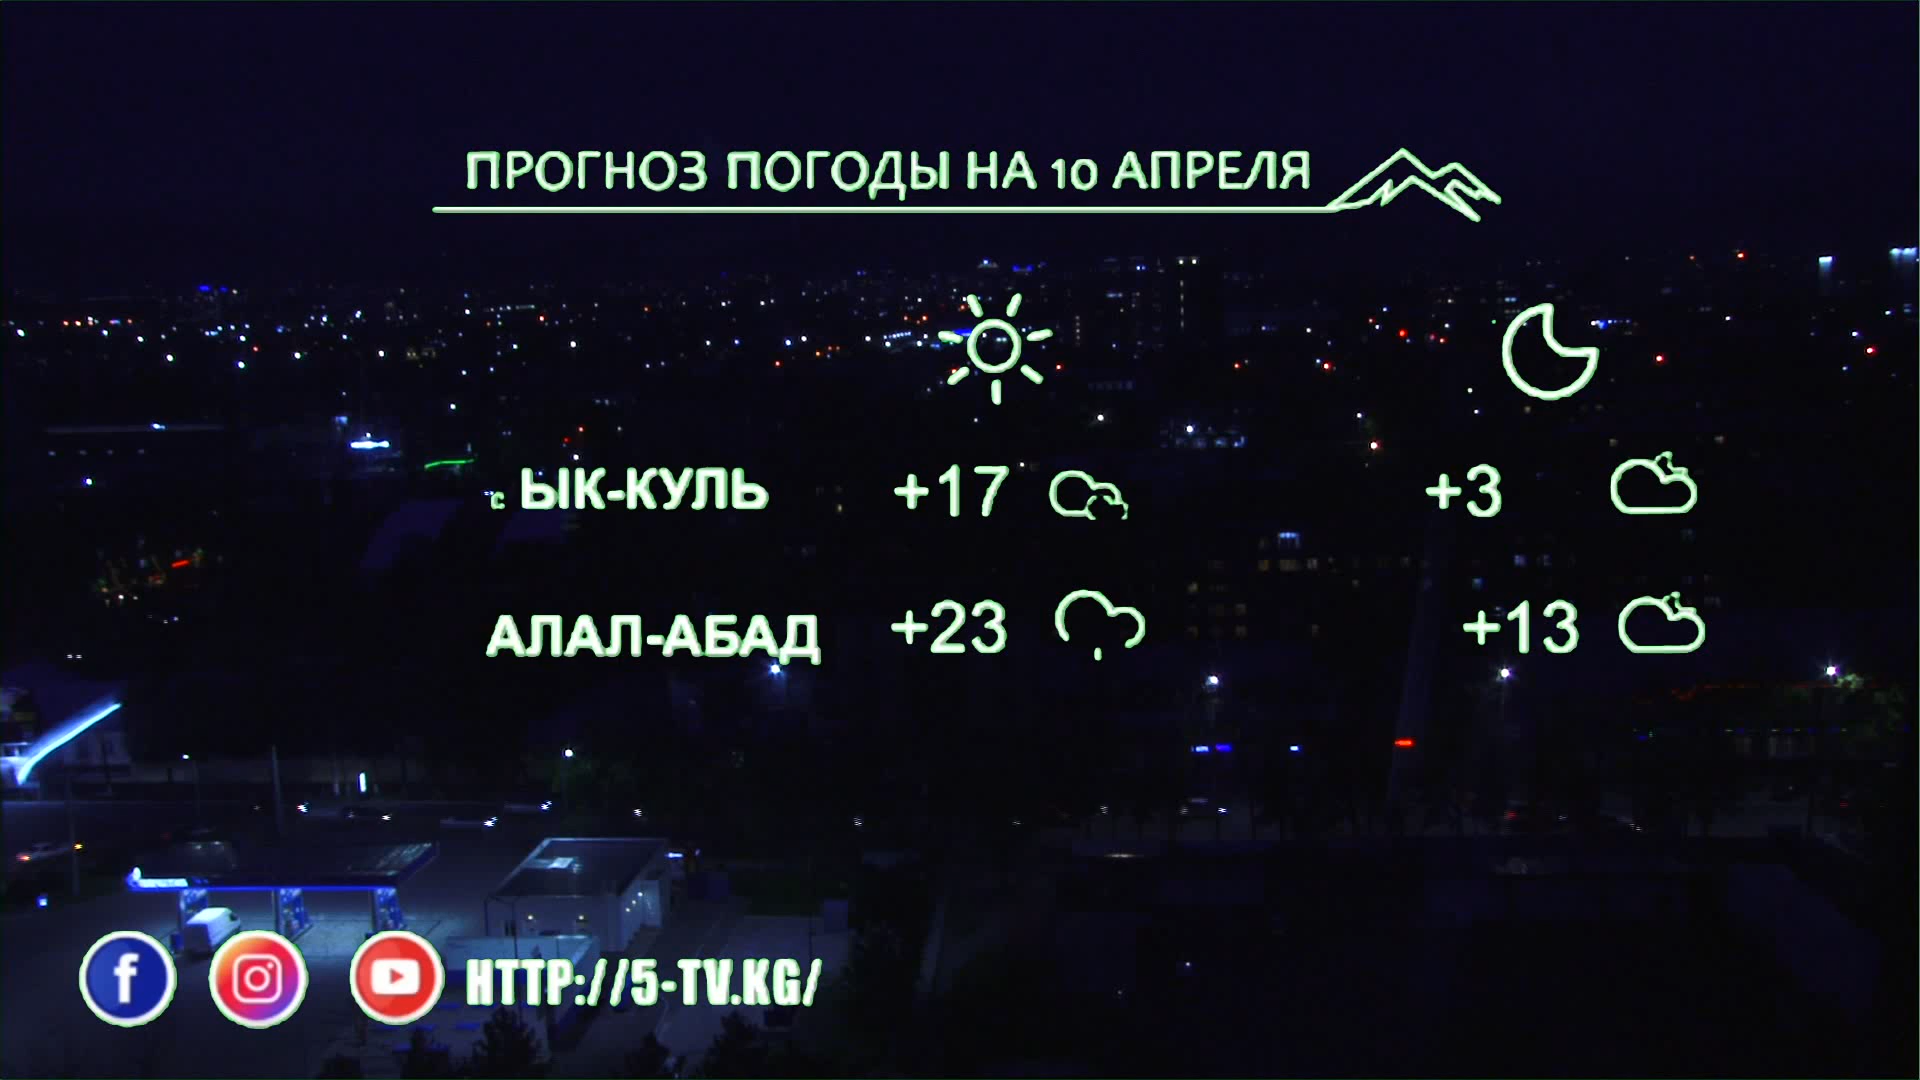 ПРОГНОЗ ПОГОДЫ НА 10 АПРЕЛЯ
с ЫК-КУЛЬ +17 +3
АЛАЛ-АБАД +23 +13
HTTP://5-TV.KG/